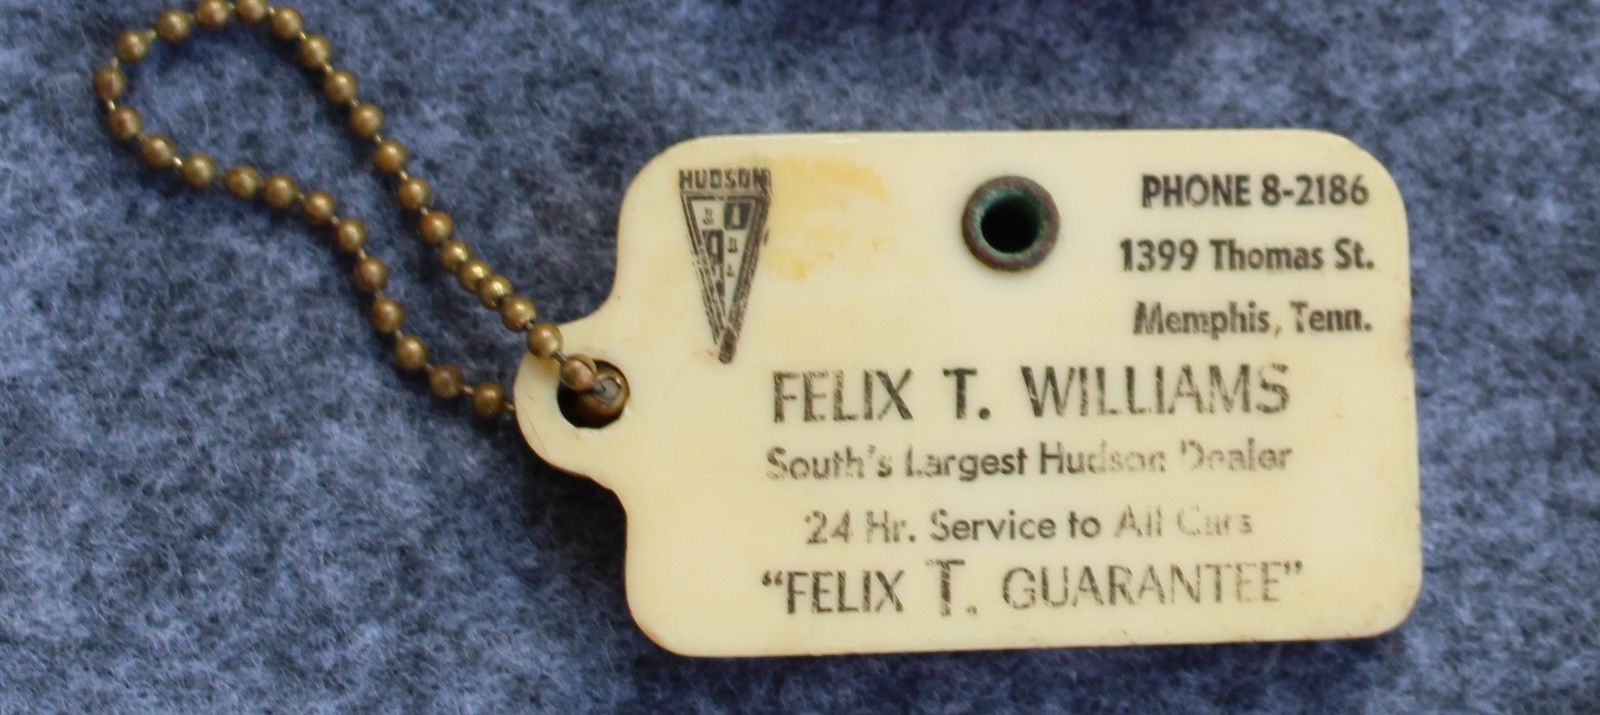 HUDSON
PHONE 8-2186
1399 Thomas St.
Memphis, Tenn.
FELIX T. WILLIAMS
South's Largest Hudson Dealer
24 Hr. Service to All Cars
"FELIX T. GUARANTEE"